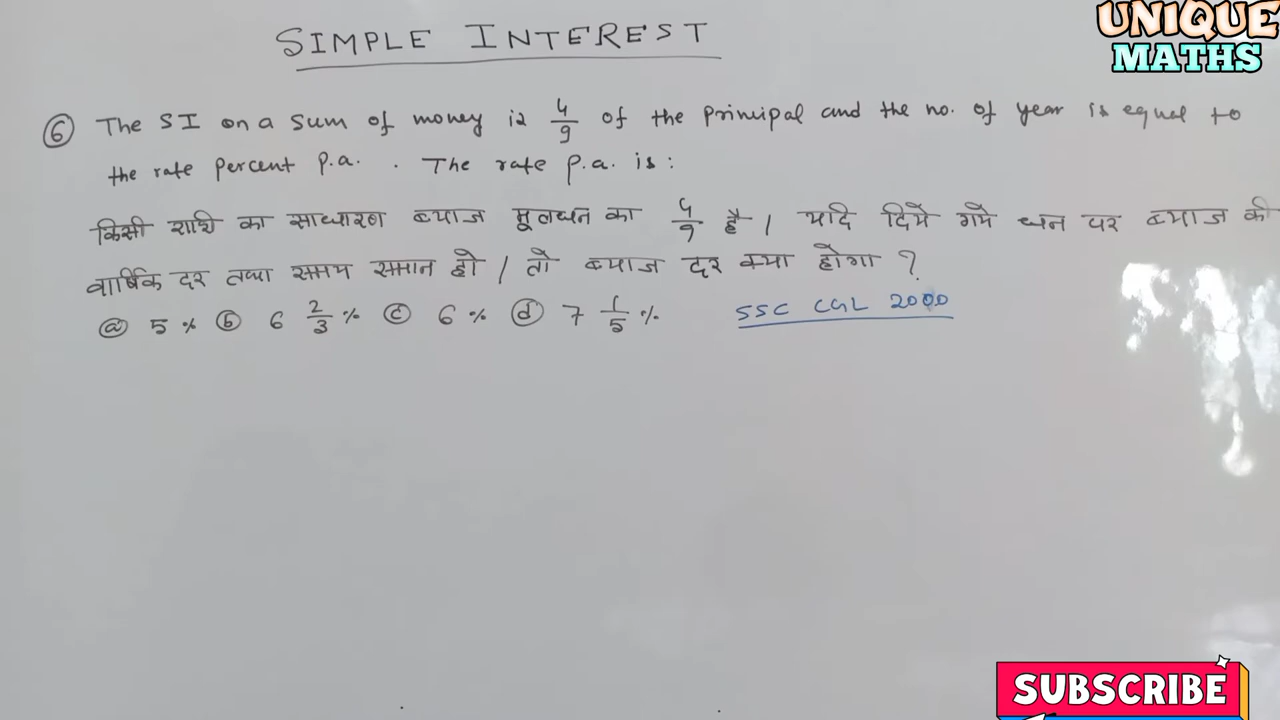 UNIQUE
MATHS
SIMPLE INTEREST
⑥ The SI on a sum of money is 4/9 of the principal and the no. of year is equal to
the rate percent p.a. . The rate p.a. is :
किसी राशि का साधारण ब्याज मूलधन का 4/9 है / यदि दिये गये धन पर ब्याज की
वार्षिक दर तथा समय समान हो / तो ब्याज दर क्या होगा ?
ⓐ 5 % ⓑ 6 2/3 % ⓒ 6 % ⓓ 7 1/5 % SSC CGL 2000
SUBSCRIBE